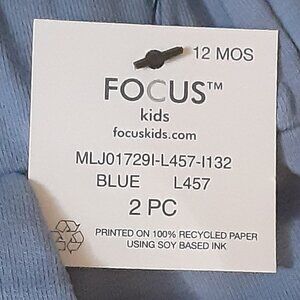 12 MOS
FOCUS™
kids
focuskids.com
MLJ01729I-L457-I132
BLUE L457
2 PC
PRINTED ON 100% RECYCLED PAPER
USING SOY BASED INK